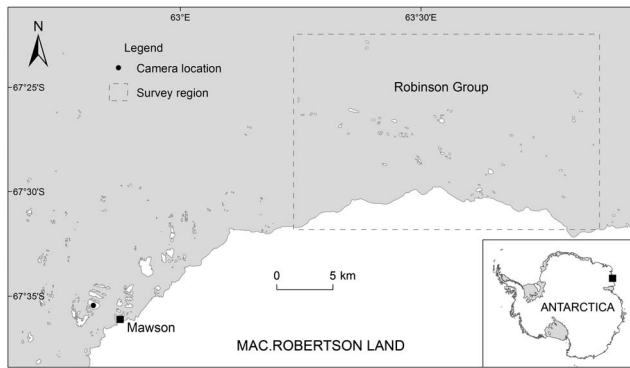 63°E
63°30'E
N
Legend
Camera location
Survey region
Robinson Group
67°25'S
67°30'S
67°35'S
0 5 km
Mawson
MAC.ROBERTSON LAND
ANTARCTICA